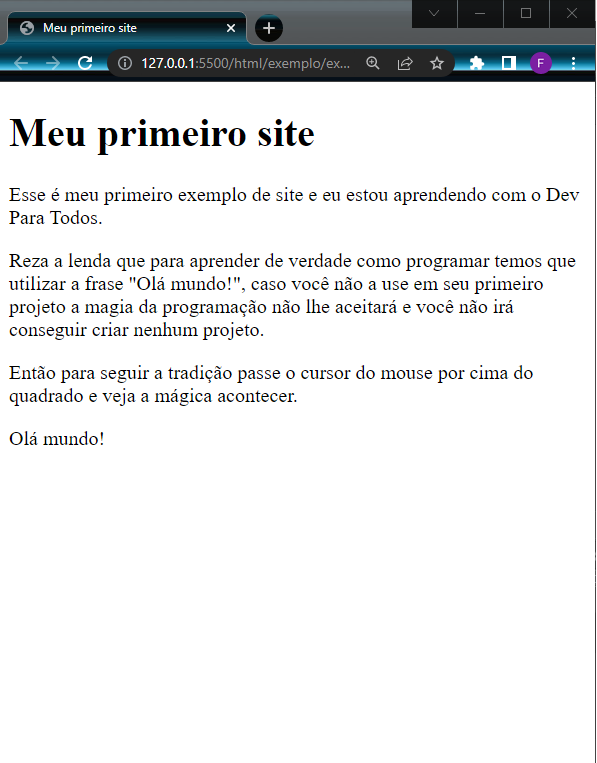 Meu primeiro site
127.0.0.1:5500/html/exemplo/ex...
F
Meu primeiro site
Esse é meu primeiro exemplo de site e eu estou aprendendo com o Dev
Para Todos.
Reza a lenda que para aprender de verdade como programar temos que
utilizar a frase "Olá mundo!", caso você não a use em seu primeiro
projeto a magia da programação não lhe aceitará e você não irá
conseguir criar nenhum projeto.
Então para seguir a tradição passe o cursor do mouse por cima do
quadrado e veja a mágica acontecer.
Olá mundo!